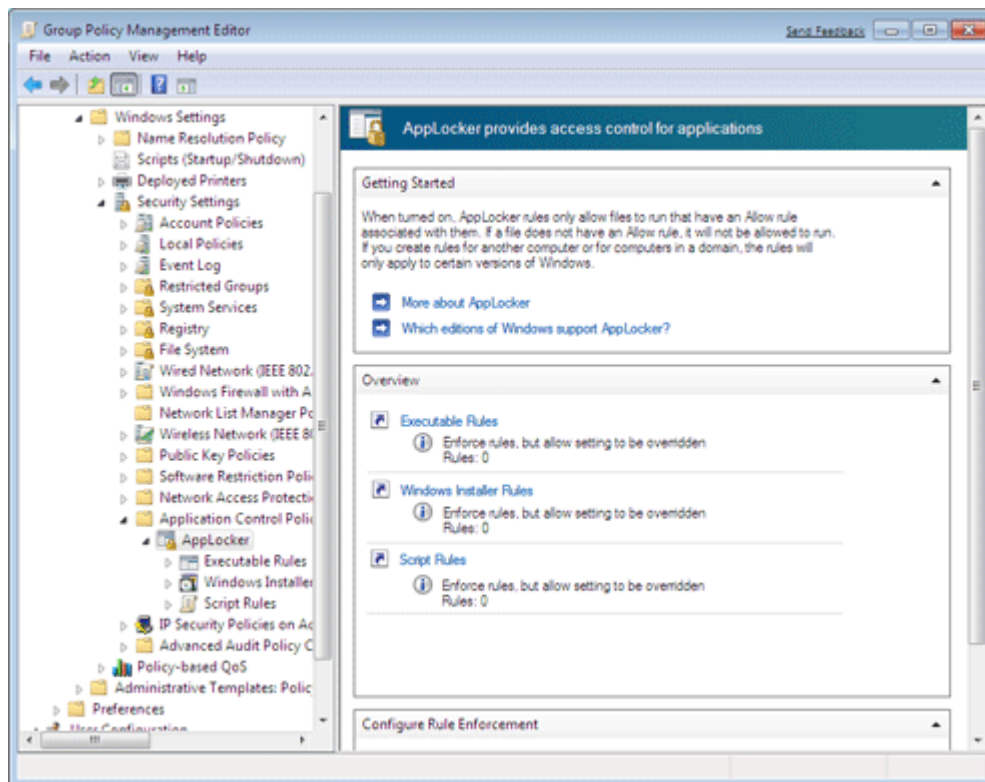 Group Policy Management Editor
Send Feedback
File Action View Help
Windows Settings
Name Resolution Policy
Scripts (Startup/Shutdown)
Deployed Printers
Security Settings
Account Policies
Local Policies
Event Log
Restricted Groups
System Services
Registry
File System
Wired Network (IEEE 802.
Windows Firewall with A
Network List Manager Po
Wireless Network (IEEE 8
Public Key Policies
Software Restriction Poli
Network Access Protecti
Application Control Polic
AppLocker
Executable Rules
Windows Installer
Script Rules
IP Security Policies on Ac
Advanced Audit Policy C
Policy-based QoS
Administrative Templates: Polic
Preferences
User Configuration
AppLocker provides access control for applications
Getting Started
When turned on, AppLocker rules only allow files to run that have an Allow rule
associated with them. If a file does not have an Allow rule, it will not be allowed to run.
If you create rules for another computer or for computers in a domain, the rules will
only apply to certain versions of Windows.
More about AppLocker
Which editions of Windows support AppLocker?
Overview
Executable Rules
Enforce rules, but allow setting to be overridden
Rules: 0
Windows Installer Rules
Enforce rules, but allow setting to be overridden
Rules: 0
Script Rules
Enforce rules, but allow setting to be overridden
Rules: 0
Configure Rule Enforcement